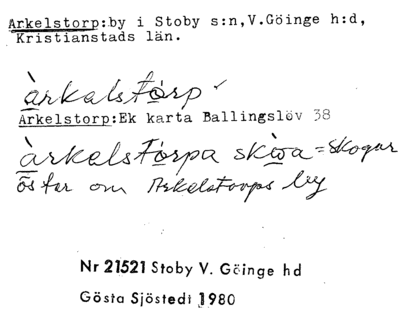 Arkelstorp:by i Stoby s:n,V.Göinge h:d,
Kristianstads län.
àrkalstórp ✓
Arkelstorp:Ek karta Ballingslöv 38
àrkelstórpa skòa = skogar
öster om Arkelstorps by
Nr 21521 Stoby V. Göinge hd
Gösta Sjöstedt 1980